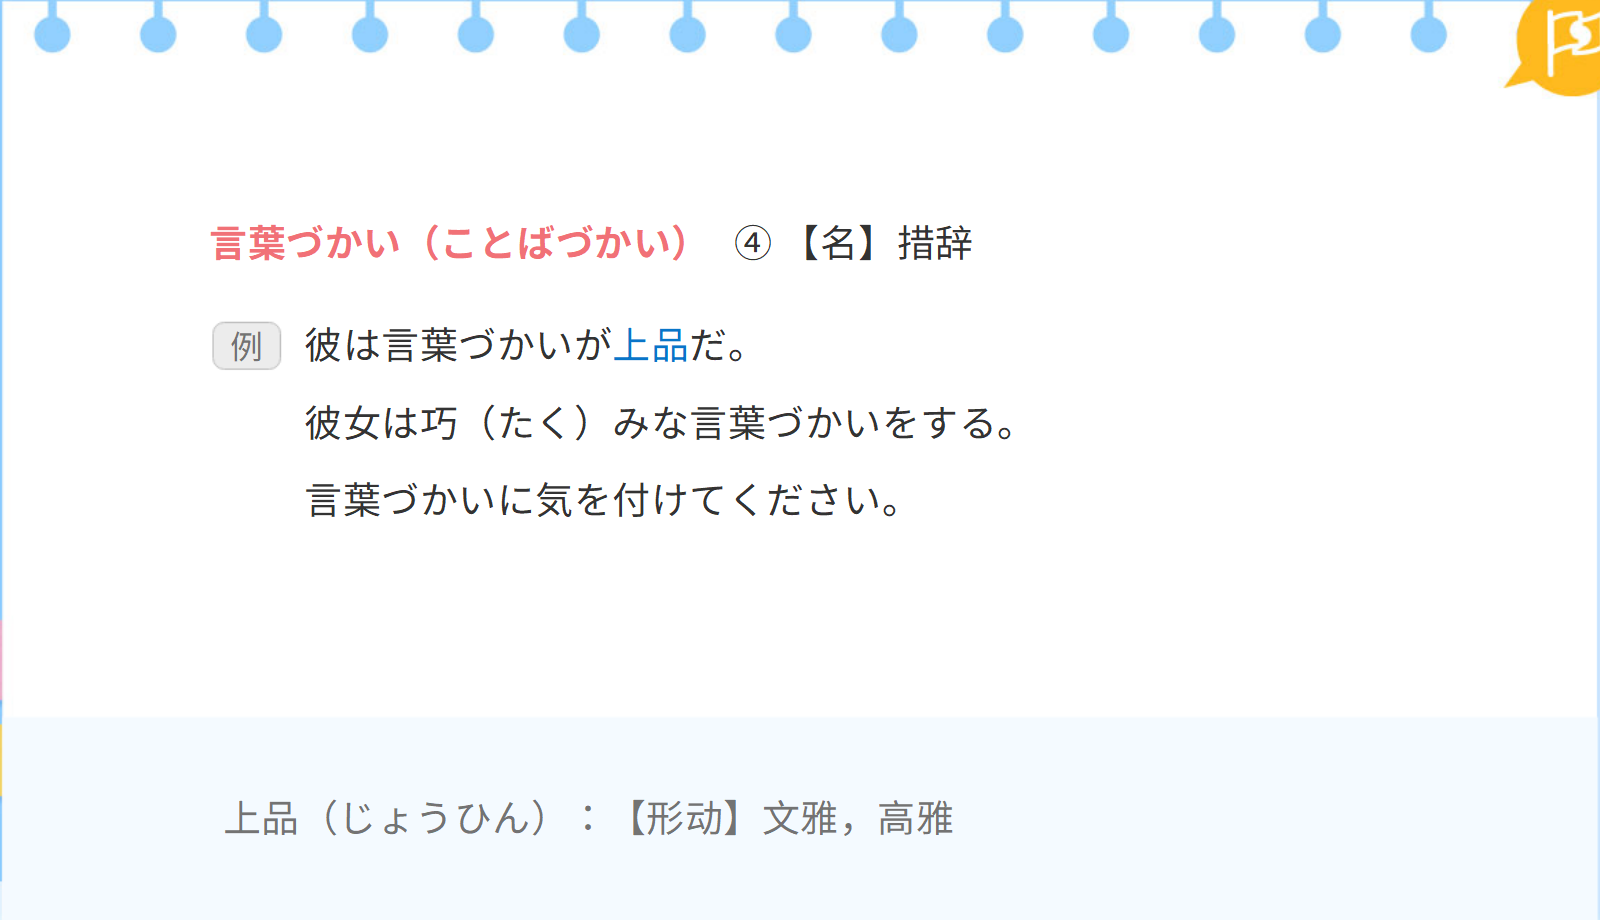 言葉づかい（ことばづかい） ④【名】措辞
例 彼は言葉づかいが上品だ。
彼女は巧（たく）みな言葉づかいをする。
言葉づかいに気を付けてください。
上品（じょうひん）：【形动】文雅，高雅